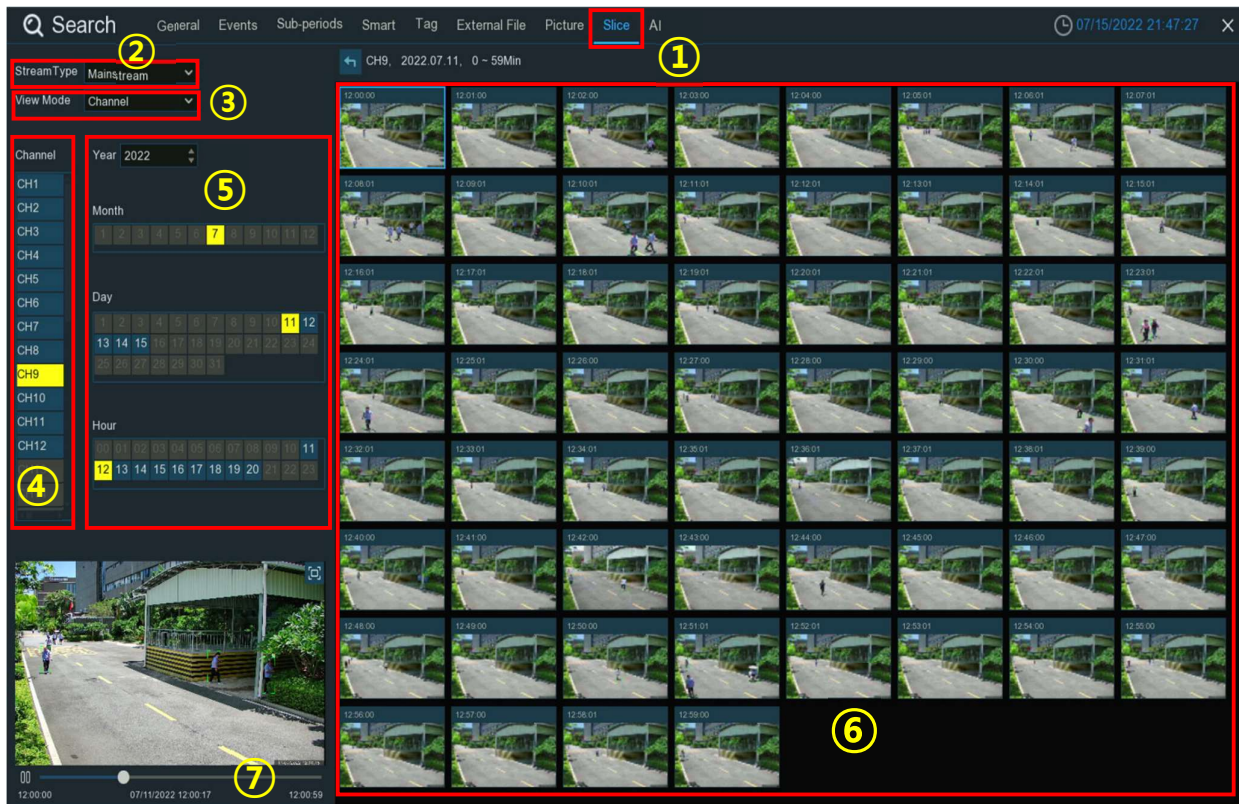 Search General Events Sub-periods Smart Tag External File Picture Slice AI 07/15/2022 21:47:27 X
①
②
StreamType Mainstream
View Mode Channel
③
CH9, 2022.07.11, 0 ~ 59Min
Channel
CH1
CH2
CH3
CH4
CH5
CH6
CH7
CH8
CH9
CH10
CH11
CH12
④
Year 2022
⑤
Month
1 2 3 4 5 6 7 8 9 10 11 12
Day
1 2 3 4 5 6 7 8 9 10 11 12
13 14 15 16 17 18 19 20 21 22 23 24
25 26 27 28 29 30 31
Hour
00 01 02 03 04 05 06 07 08 09 10 11
12 13 14 15 16 17 18 19 20 21 22 23
12:00:00 12:01:00 12:02:00 12:03:00 12:04:00 12:05:01 12:06:01 12:07:01
12:08:01 12:09:01 12:10:01 12:11:01 12:12:01 12:13:01 12:14:01 12:15:01
12:16:01 12:17:01 12:18:01 12:19:01 12:20:01 12:21:01 12:22:01 12:23:01
12:24:01 12:25:01 12:26:00 12:27:00 12:28:00 12:29:00 12:30:00 12:31:01
12:32:01 12:33:01 12:34:01 12:35:01 12:36:01 12:37:01 12:38:01 12:39:00
12:40:00 12:41:00 12:42:00 12:43:00 12:44:00 12:45:00 12:46:00 12:47:00
12:48:00 12:49:00 12:50:00 12:51:01 12:52:01 12:53:01 12:54:00 12:55:00
12:56:00 12:57:00 12:58:01 12:59:00
⑥
⑦
12:00:00 07/11/2022 12:00:17 12:00:59